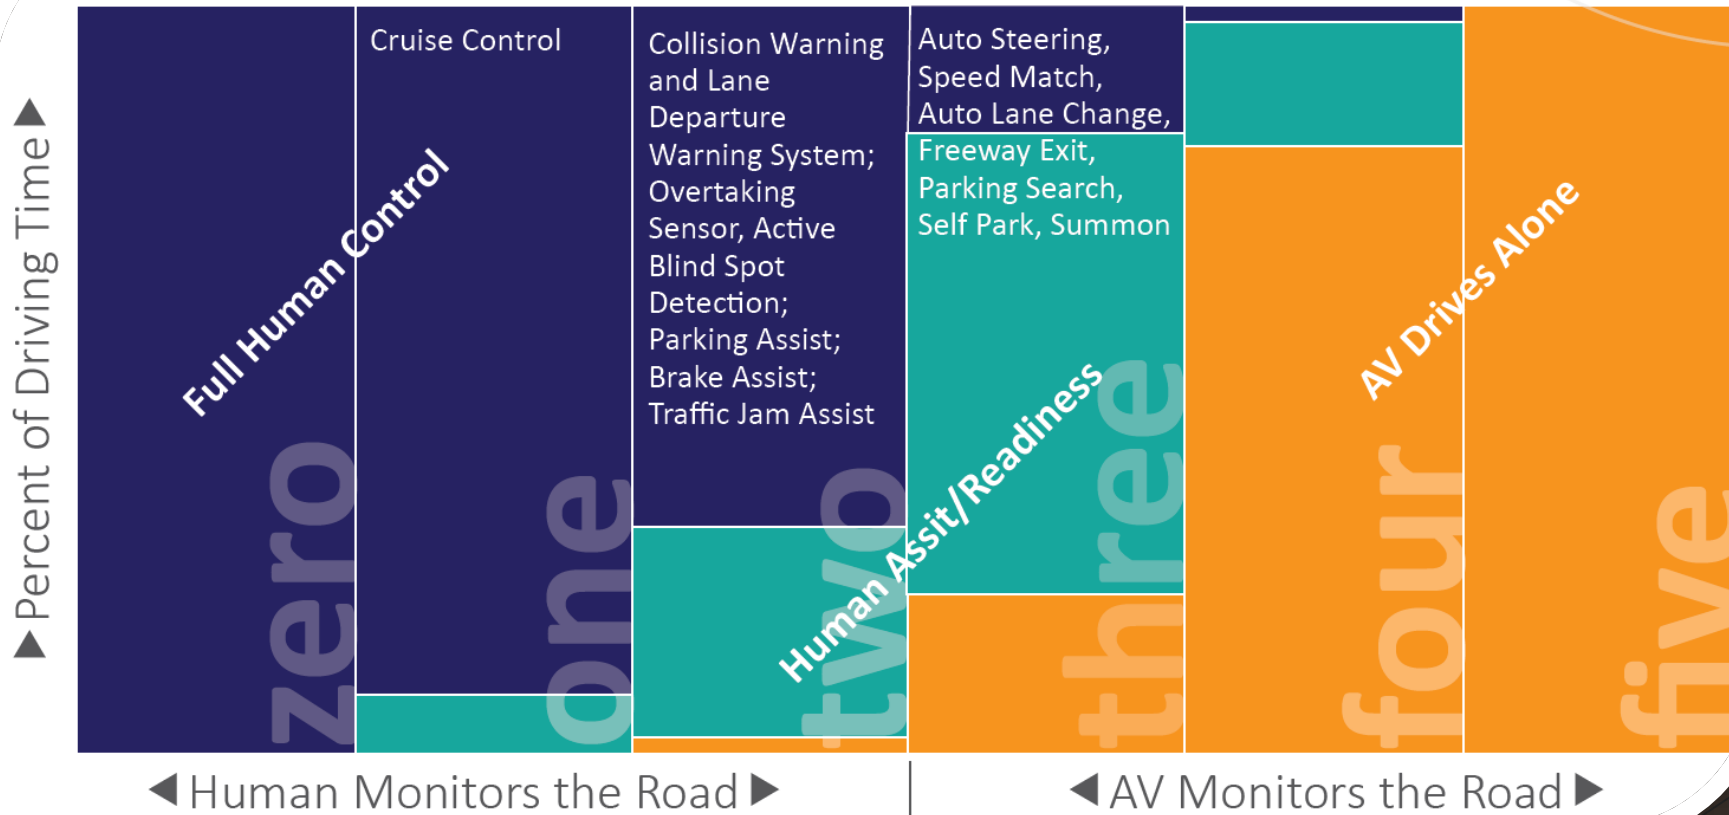 Percent of Driving Time
Full Human Control
Cruise Control
Collision Warning
and Lane
Departure
Warning System;
Overtaking
Sensor, Active
Blind Spot
Detection;
Parking Assist;
Brake Assist;
Traffic Jam Assist
Auto Steering,
Speed Match,
Auto Lane Change,
Freeway Exit,
Parking Search,
Self Park, Summon
Human Assit/Readiness
AV Drives Alone
zero
one
two
three
four
five
Human Monitors the Road
AV Monitors the Road